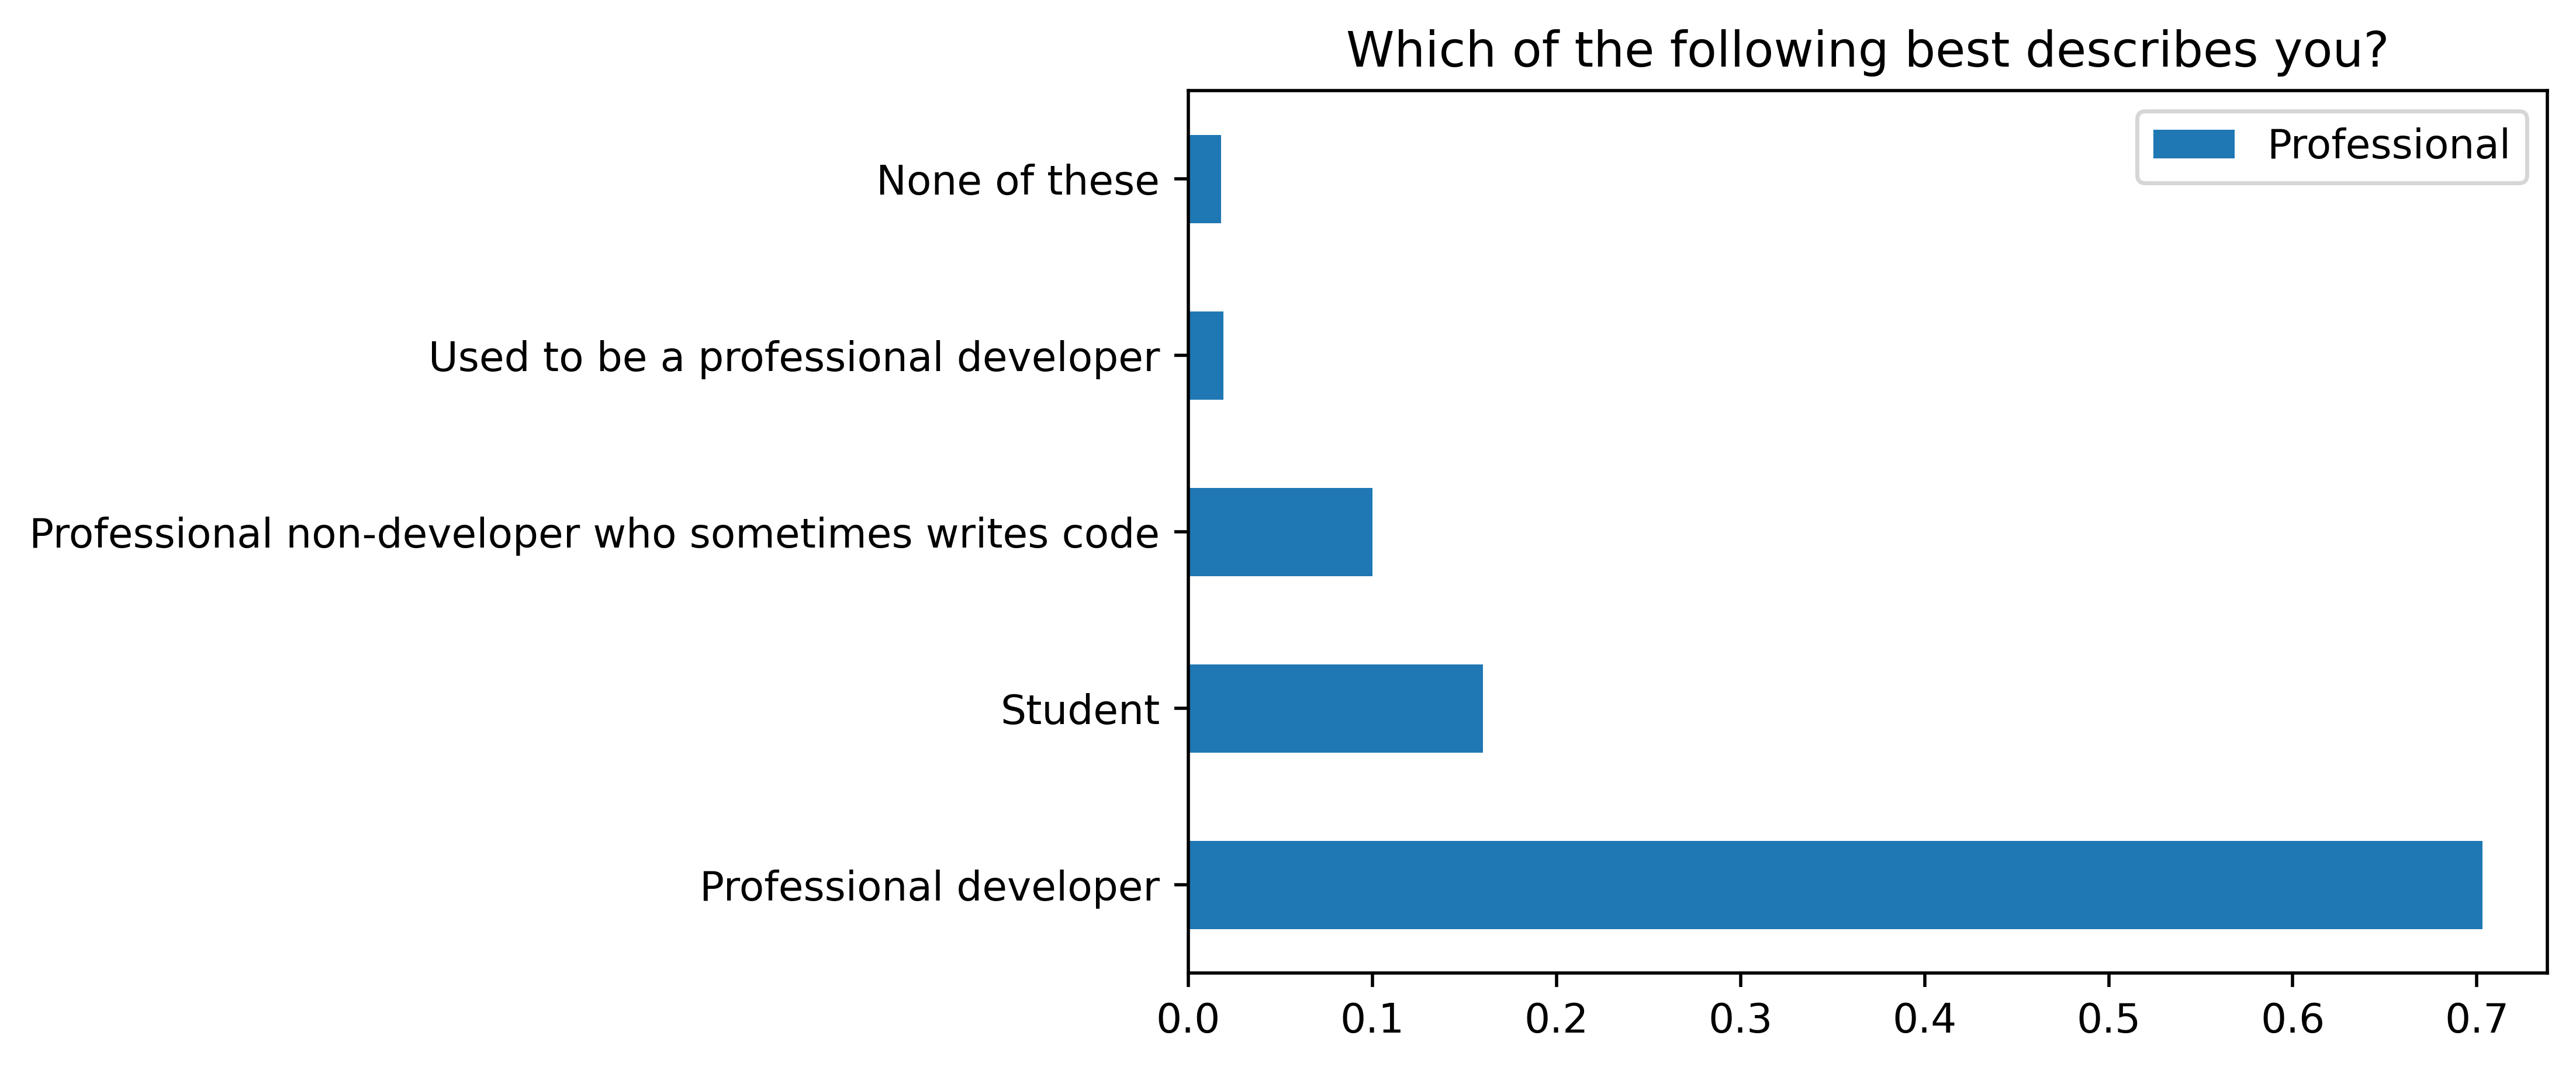 Which of the following best describes you?
Professional
None of these
Used to be a professional developer
Professional non-developer who sometimes writes code
Student
Professional developer
0.0 0.1 0.2 0.3 0.4 0.5 0.6 0.7